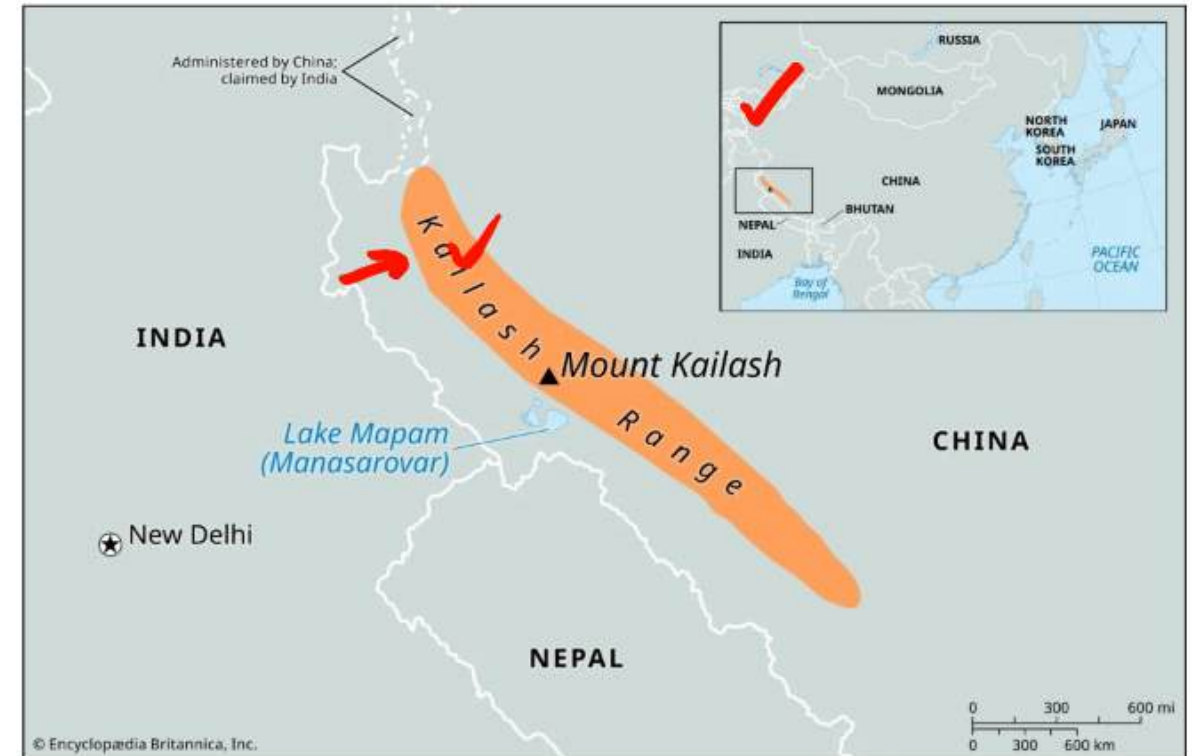 Administered by China;
claimed by India
RUSSIA
MONGOLIA
NORTH
KOREA
JAPAN
SOUTH
KOREA
CHINA
BHUTAN
NEPAL
INDIA
PACIFIC
OCEAN
Bay of
Bengal
Kailash
Range
INDIA
Mount Kailash
Lake Mapam
(Manasarovar)
CHINA
New Delhi
NEPAL
0 300 600 mi
0 300 600 km
© Encyclopædia Britannica, Inc.